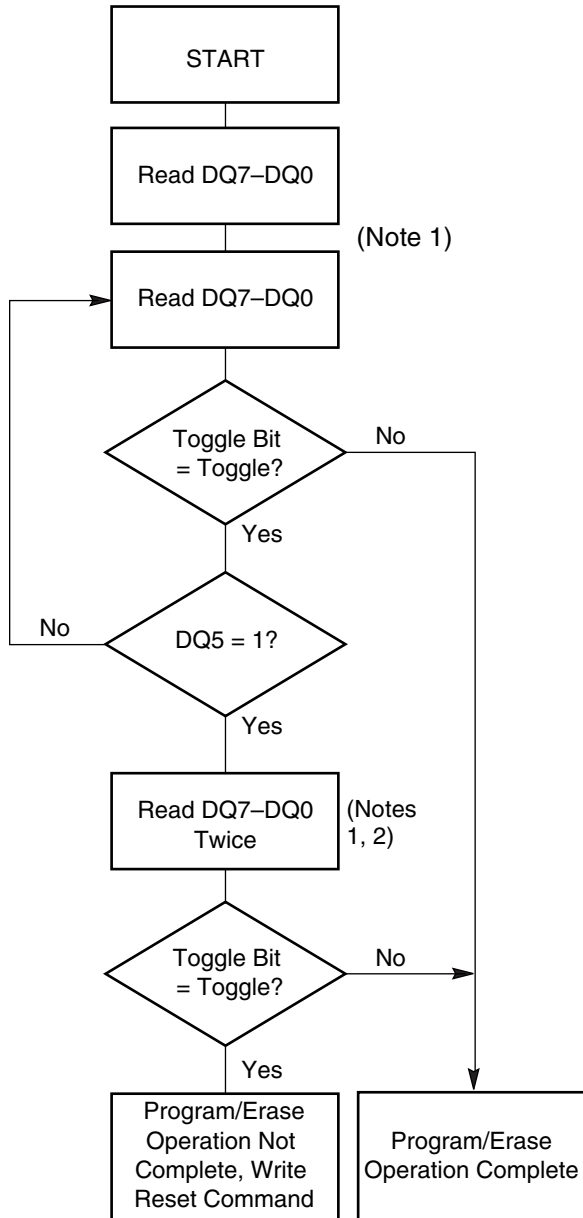 START
Read DQ7–DQ0
(Note 1)
Read DQ7–DQ0
Toggle Bit
= Toggle?
No
Yes
No
DQ5 = 1?
Yes
Read DQ7–DQ0
Twice
(Notes
1, 2)
Toggle Bit
= Toggle?
No
Yes
Program/Erase
Operation Not
Complete, Write
Reset Command
Program/Erase
Operation Complete